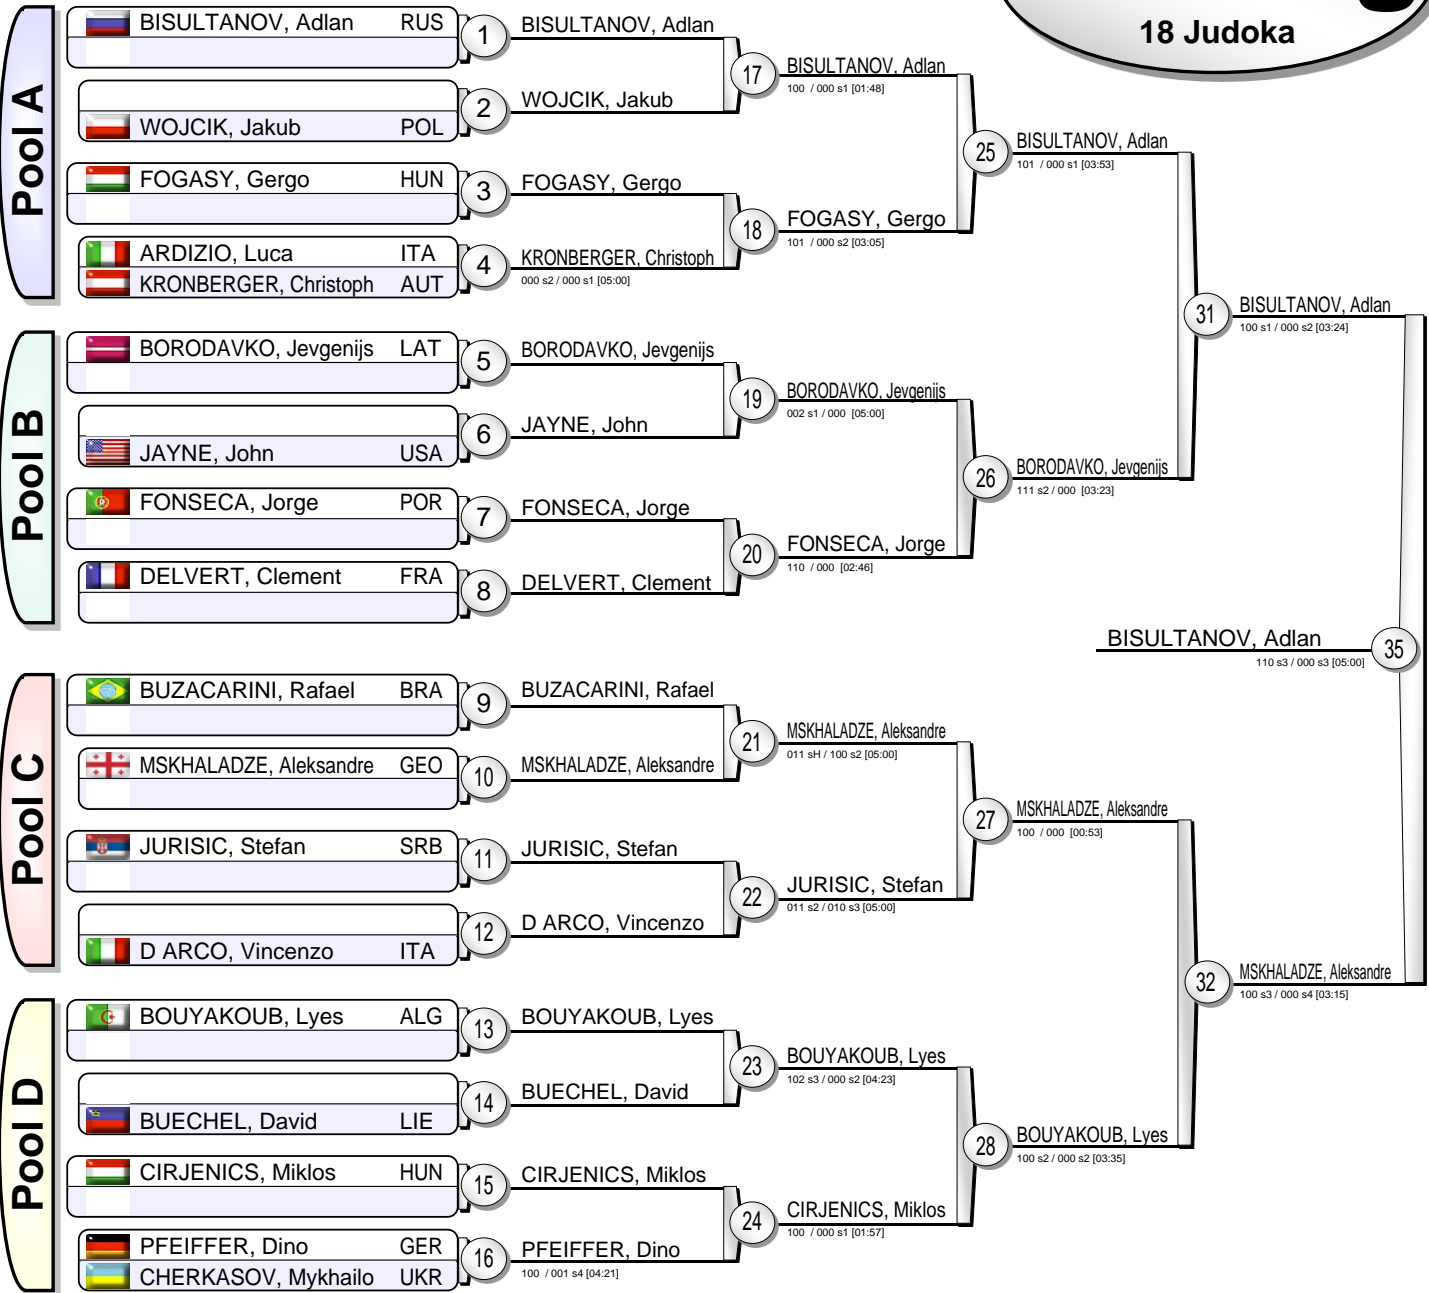 18 Judoka
Pool A
BISULTANOV, Adlan RUS
1
BISULTANOV, Adlan
WOJCIK, Jakub POL
2
WOJCIK, Jakub
17
BISULTANOV, Adlan
100 / 000 s1 [01:48]
FOGASY, Gergo HUN
3
FOGASY, Gergo
ARDIZIO, Luca ITA
KRONBERGER, Christoph AUT
4
KRONBERGER, Christoph
000 s2 / 000 s1 [05:00]
18
FOGASY, Gergo
101 / 000 s2 [03:05]
25
BISULTANOV, Adlan
101 / 000 s1 [03:53]
Pool B
BORODAVKO, Jevgenijs LAT
5
BORODAVKO, Jevgenijs
JAYNE, John USA
6
JAYNE, John
19
BORODAVKO, Jevgenijs
002 s1 / 000 [05:00]
FONSECA, Jorge POR
7
FONSECA, Jorge
DELVERT, Clement FRA
8
DELVERT, Clement
20
FONSECA, Jorge
110 / 000 [02:46]
26
BORODAVKO, Jevgenijs
111 s2 / 000 [03:23]
31
BISULTANOV, Adlan
100 s1 / 000 s2 [03:24]
BISULTANOV, Adlan
110 s3 / 000 s3 [05:00]
35
Pool C
BUZACARINI, Rafael BRA
9
BUZACARINI, Rafael
MSKHALADZE, Aleksandre GEO
10
MSKHALADZE, Aleksandre
21
MSKHALADZE, Aleksandre
011 sH / 100 s2 [05:00]
JURISIC, Stefan SRB
11
JURISIC, Stefan
D ARCO, Vincenzo ITA
12
D ARCO, Vincenzo
22
JURISIC, Stefan
011 s2 / 010 s3 [05:00]
27
MSKHALADZE, Aleksandre
100 / 000 [00:53]
Pool D
BOUYAKOUB, Lyes ALG
13
BOUYAKOUB, Lyes
BUECHEL, David LIE
14
BUECHEL, David
23
BOUYAKOUB, Lyes
102 s3 / 000 s2 [04:23]
CIRJENICS, Miklos HUN
15
CIRJENICS, Miklos
PFEIFFER, Dino GER
CHERKASOV, Mykhailo UKR
16
PFEIFFER, Dino
100 / 001 s4 [04:21]
24
CIRJENICS, Miklos
100 / 000 s1 [01:57]
28
BOUYAKOUB, Lyes
100 s2 / 000 s2 [03:35]
32
MSKHALADZE, Aleksandre
100 s3 / 000 s4 [03:15]